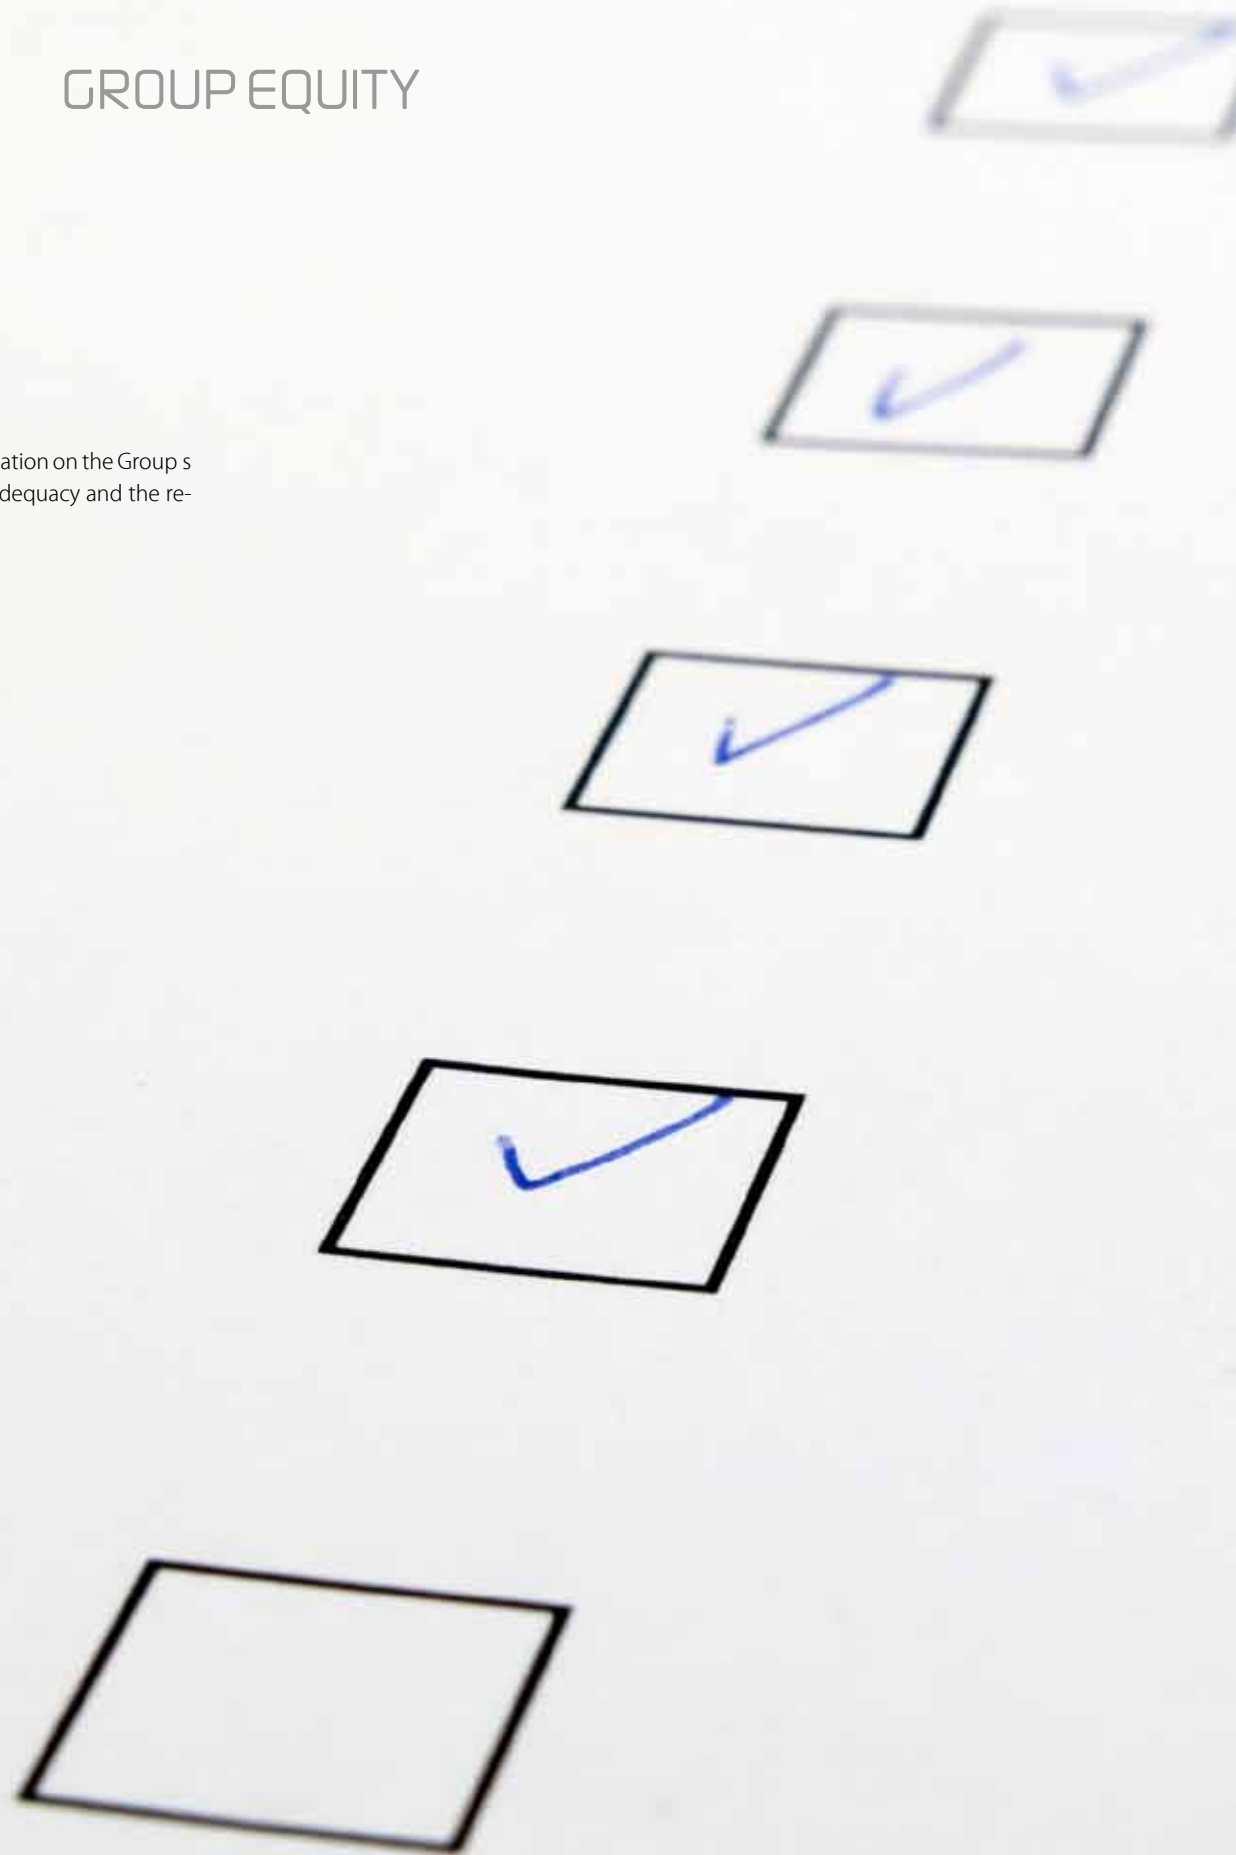 GROUP EQUITY
ation on the Group s
dequacy and the re-